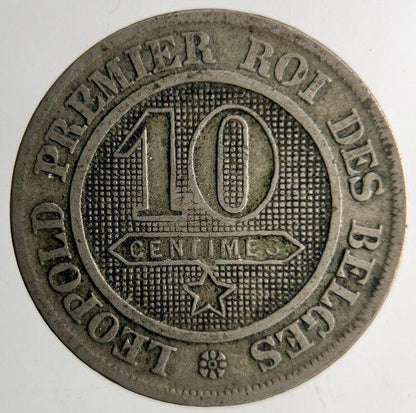 LEOPOLD PREMIER ROI DES BELGES
10
CENTIMES